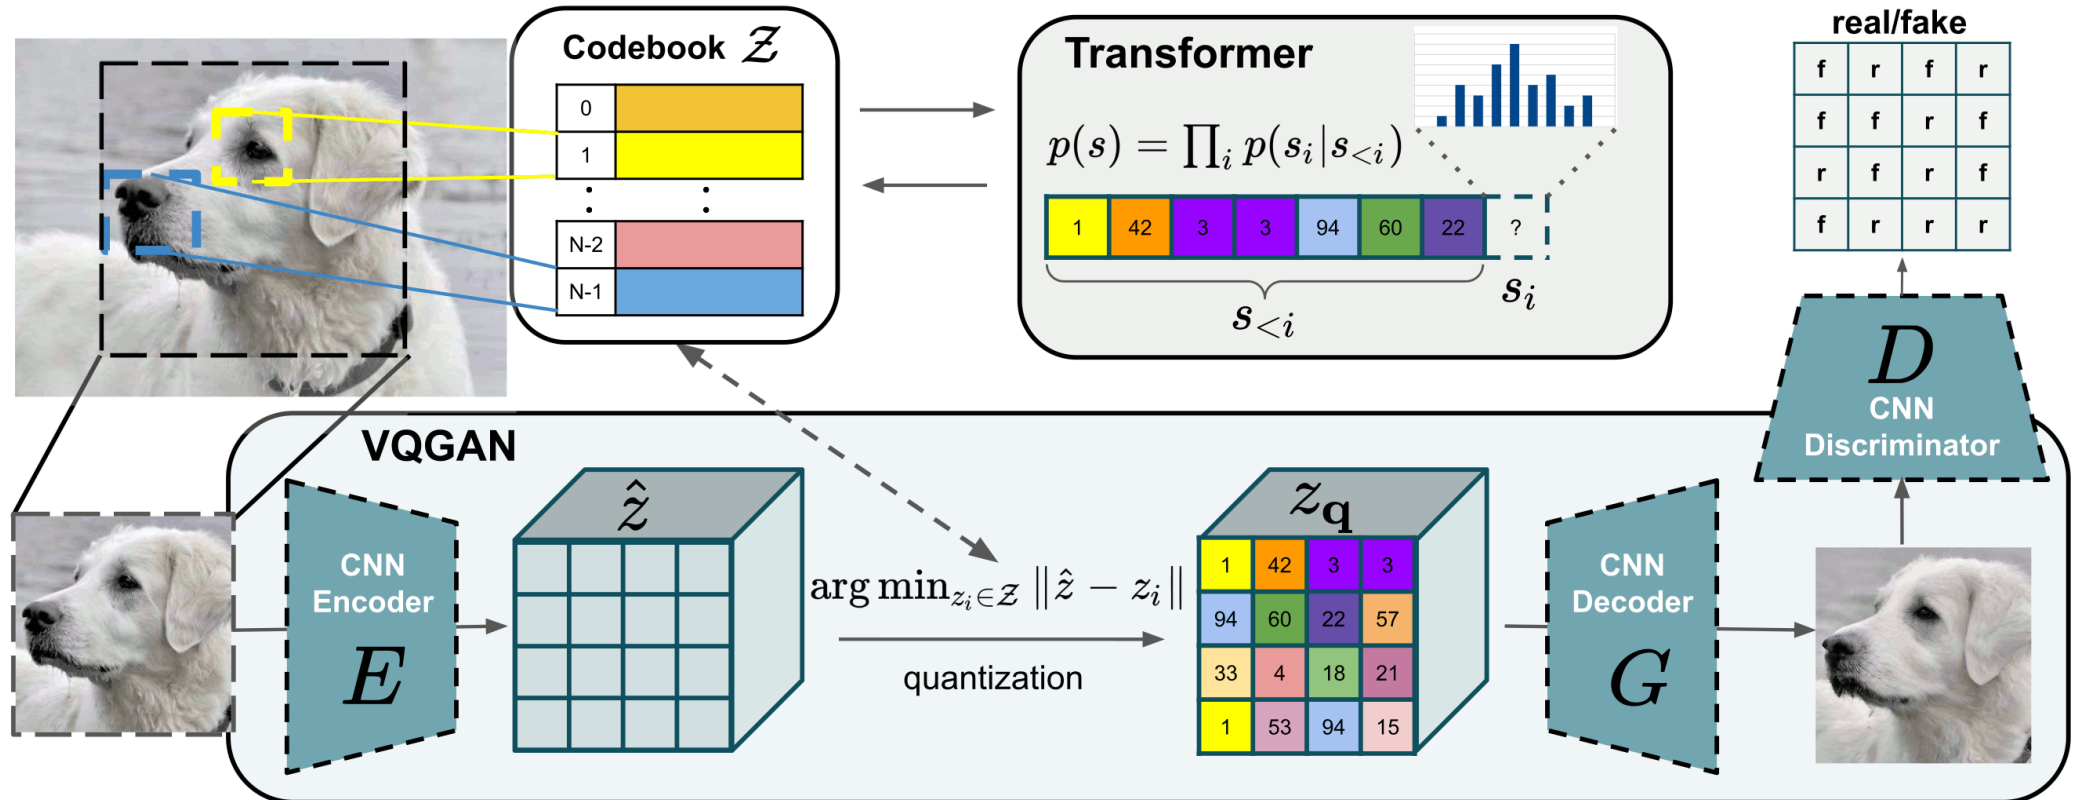 Codebook 𝒵
0
1
N-2
N-1
Transformer
p(s) = ∏ᵢ p(sᵢ|s<ᵢ)
1 42 3 3 94 60 22 ?
s<ᵢ
sᵢ
real/fake
f r f r
f f r f
r f r f
f r r r
D
CNN
Discriminator
VQGAN
CNN
Encoder
E
ẑ
arg min_{zᵢ∈𝒵} ‖ẑ − zᵢ‖
quantization
z_q
1 42 3 3
94 60 22 57
33 4 18 21
1 53 94 15
CNN
Decoder
G